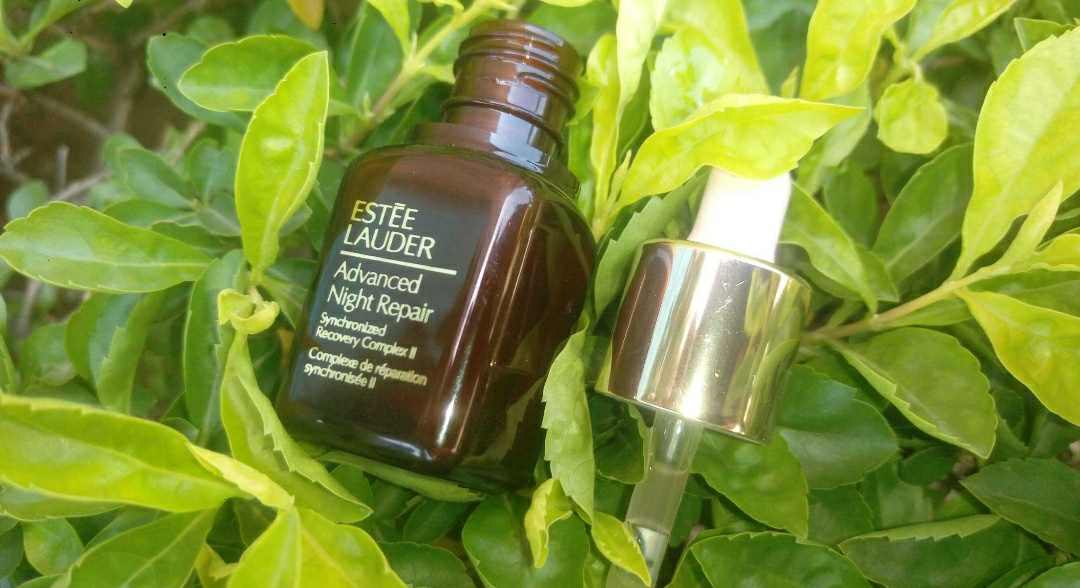 ESTĒE
LAUDER
Advanced
Night Repair
Synchronized
Recovery Complex II
Complexe de réparation
synchronisée II